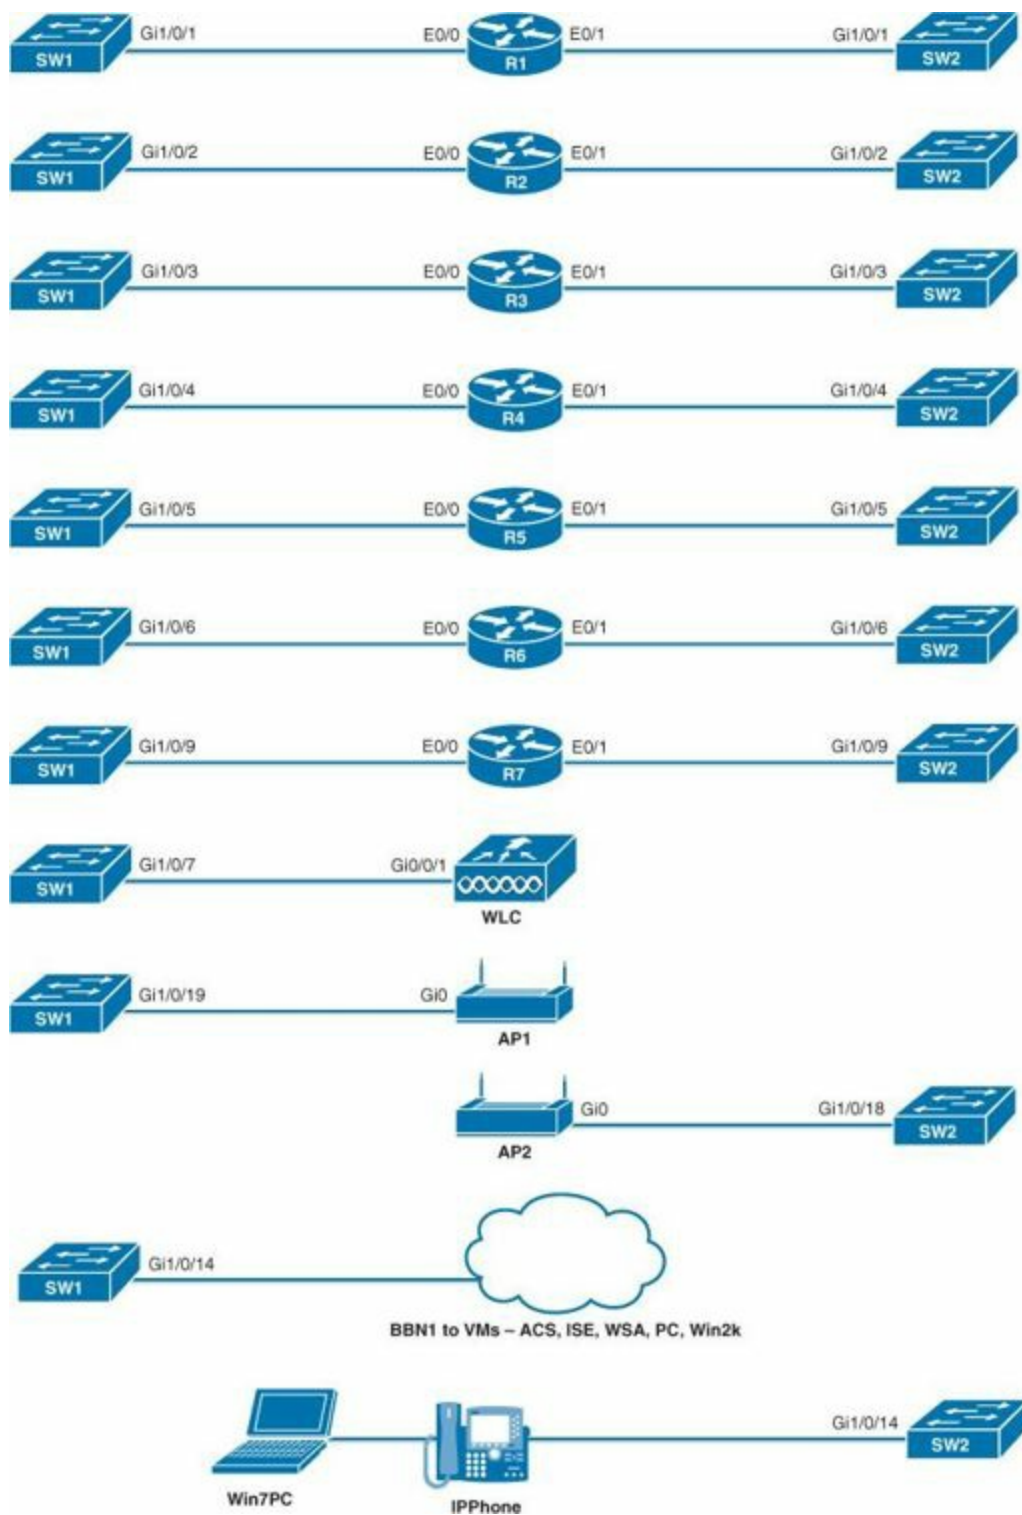 Gi1/0/1 E0/0 E0/1 Gi1/0/1
SW1 R1 SW2
Gi1/0/2 E0/0 E0/1 Gi1/0/2
SW1 R2 SW2
Gi1/0/3 E0/0 E0/1 Gi1/0/3
SW1 R3 SW2
Gi1/0/4 E0/0 E0/1 Gi1/0/4
SW1 R4 SW2
Gi1/0/5 E0/0 E0/1 Gi1/0/5
SW1 R5 SW2
Gi1/0/6 E0/0 E0/1 Gi1/0/6
SW1 R6 SW2
Gi1/0/9 E0/0 E0/1 Gi1/0/9
SW1 R7 SW2
Gi1/0/7 Gi0/0/1
SW1
WLC
Gi1/0/19 Gi0
SW1
AP1
Gi0 Gi1/0/18
SW2
AP2
Gi1/0/14
SW1
BBN1 to VMs – ACS, ISE, WSA, PC, Win2k
Gi1/0/14
SW2
Win7PC
IPPhone